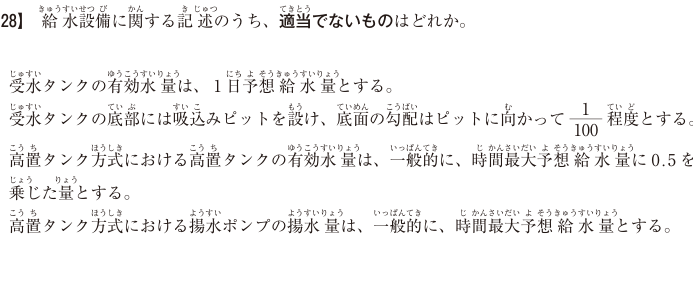 28】 給水設備に関する記述のうち、適当でないものはどれか。
受水タンクの有効水量は、１日予想給水量とする。
受水タンクの底部には吸込みピットを設け、底面の勾配はピットに向かって 1/100 程度とする。
高置タンク方式における高置タンクの有効水量は、一般的に、時間最大予想給水量に 0.5 を
乗じた量とする。
高置タンク方式における揚水ポンプの揚水量は、一般的に、時間最大予想給水量とする。